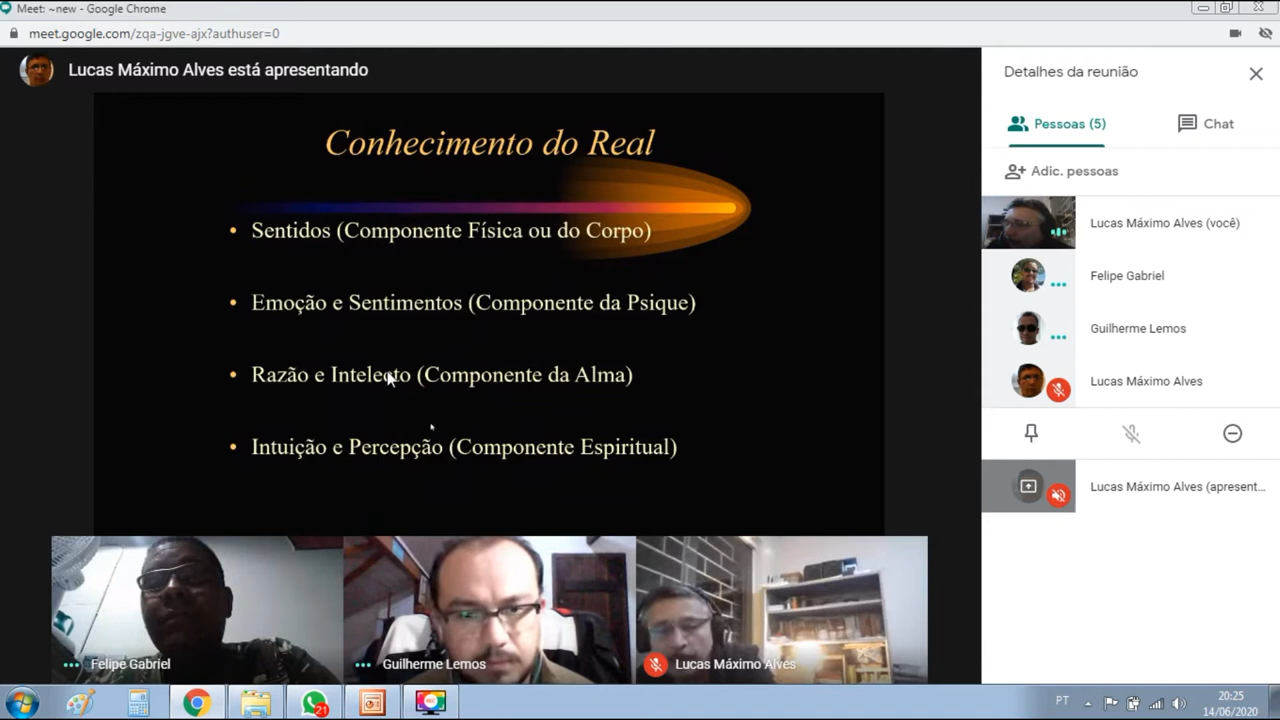 Meet: ~new - Google Chrome
meet.google.com/zqa-jgve-ajx?authuser=0
Lucas Máximo Alves está apresentando
Conhecimento do Real
• Sentidos (Componente Física ou do Corpo)
• Emoção e Sentimentos (Componente da Psique)
• Razão e Intelecto (Componente da Alma)
• Intuição e Percepção (Componente Espiritual)
Felipe Gabriel
Guilherme Lemos
Lucas Máximo Alves
Detalhes da reunião
Pessoas (5)
Chat
Adic. pessoas
Lucas Máximo Alves (você)
Felipe Gabriel
Guilherme Lemos
Lucas Máximo Alves
Lucas Máximo Alves (apresent...
21
REC
PT
20:25
14/06/2020